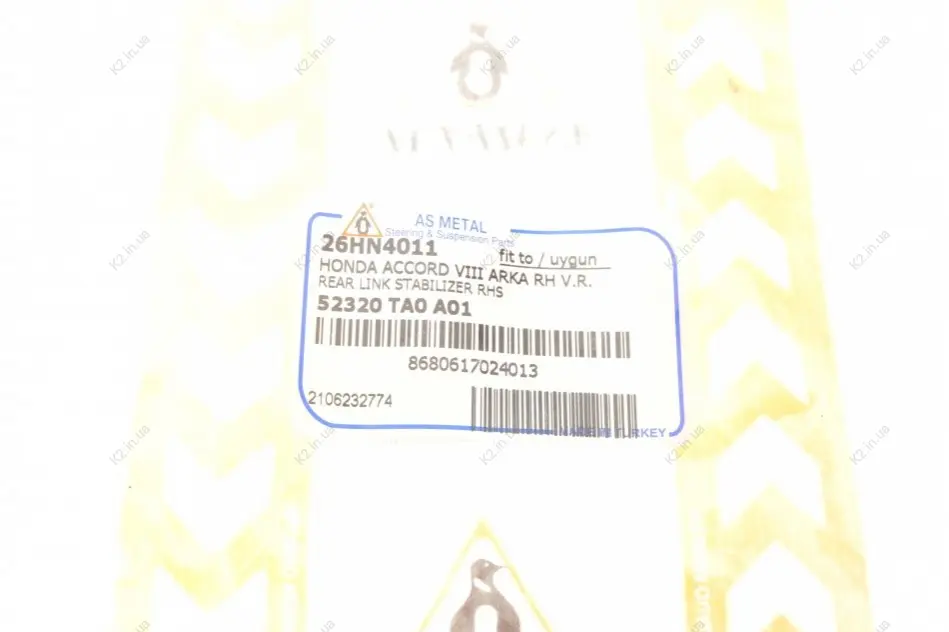 AS METAL
Steering & Suspension Parts
26HN4011
fit to / uygun
HONDA ACCORD VIII ARKA RH V.R.
REAR LINK STABILIZER RHS
52320 TA0 A01
8680617024013
2106232774
MADE IN TURKEY
K2.in.ua